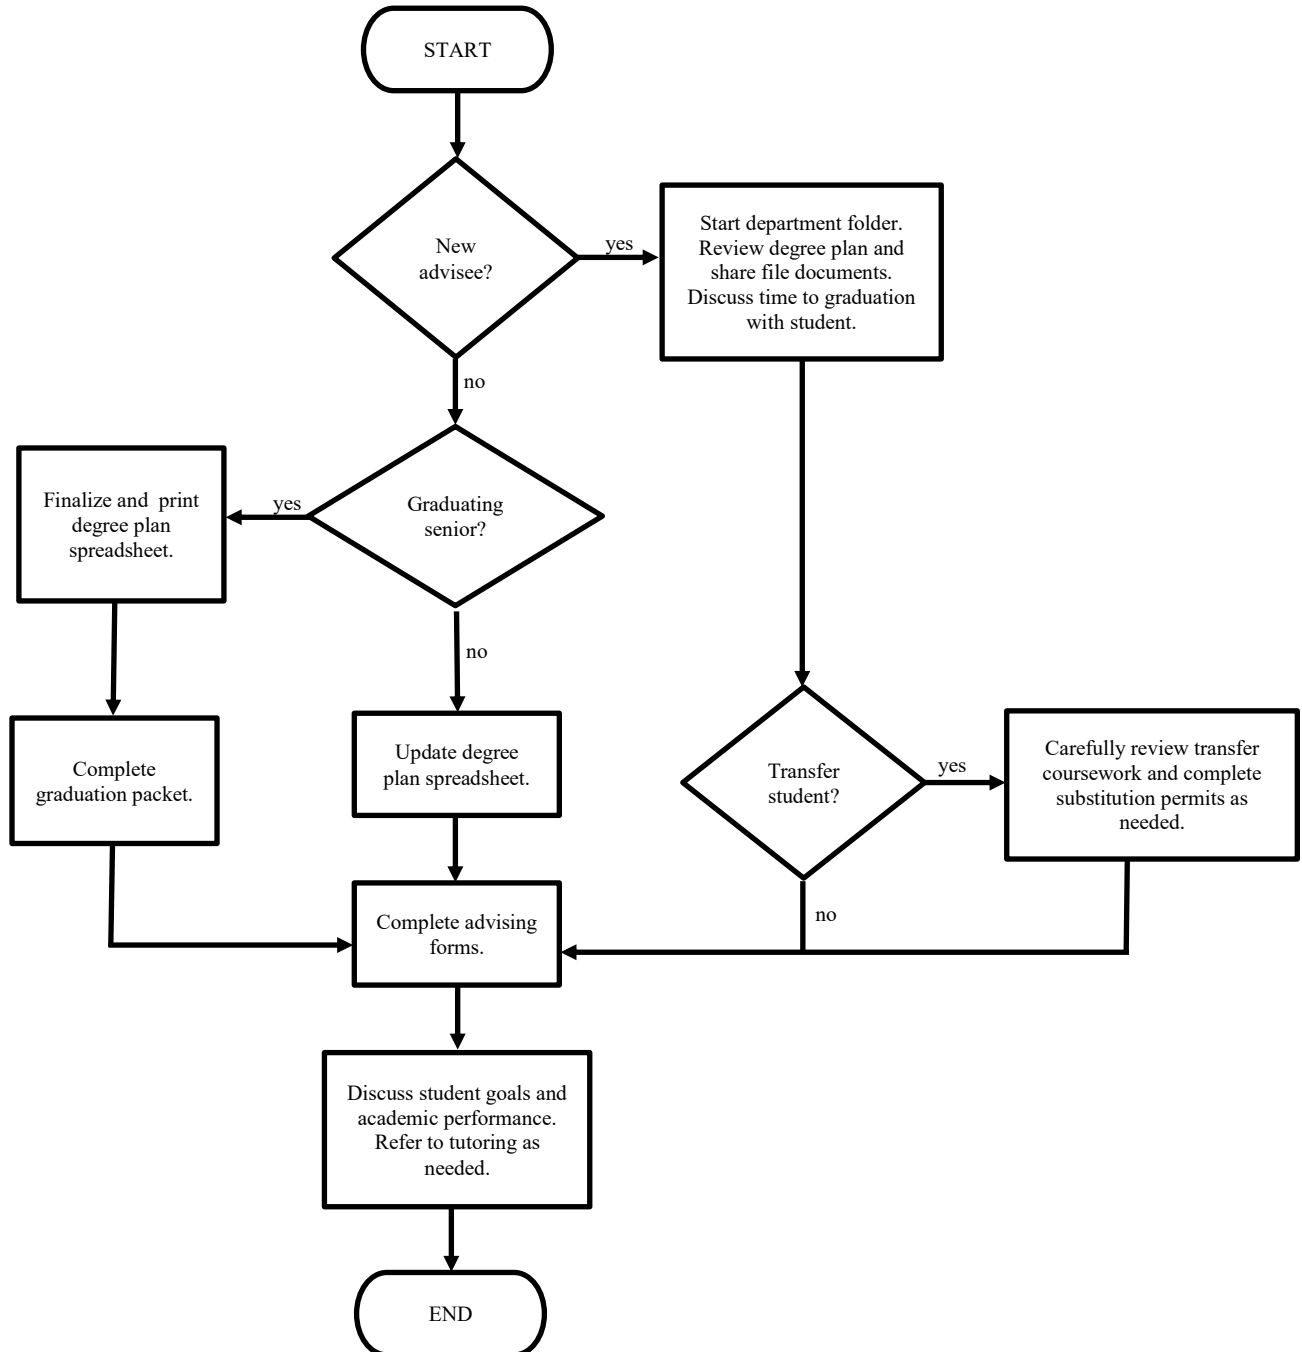 START
New
advisee?
yes
Start department folder.
Review degree plan and
share file documents.
Discuss time to graduation
with student.
no
Graduating
senior?
yes
Finalize and  print
degree plan
spreadsheet.
no
Complete
graduation packet.
Update degree
plan spreadsheet.
Transfer
student?
yes
Carefully review transfer
coursework and complete
substitution permits as
needed.
no
Complete advising
forms.
Discuss student goals and
academic performance.
Refer to tutoring as
needed.
END